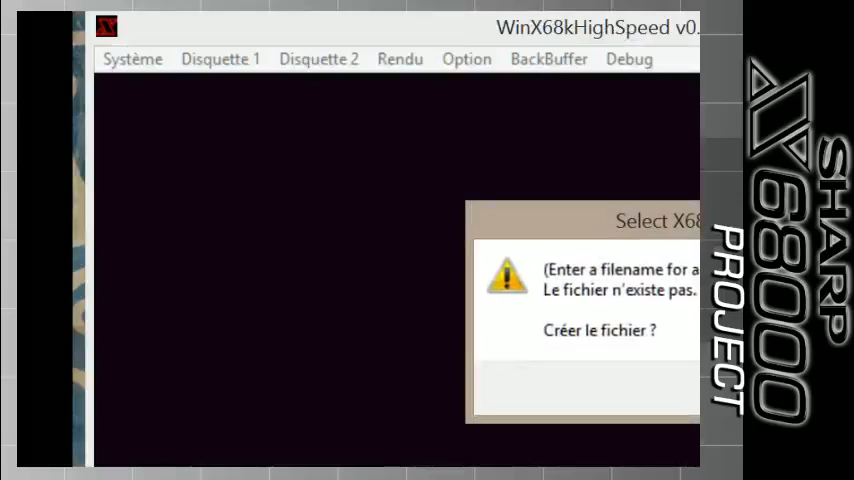 WinX68kHighSpeed v0.
Système Disquette 1 Disquette 2 Rendu Option BackBuffer Debug
Select X68
(Enter a filename for a
Le fichier n'existe pas.
Créer le fichier ?
SHARP
X68000
PROJECT